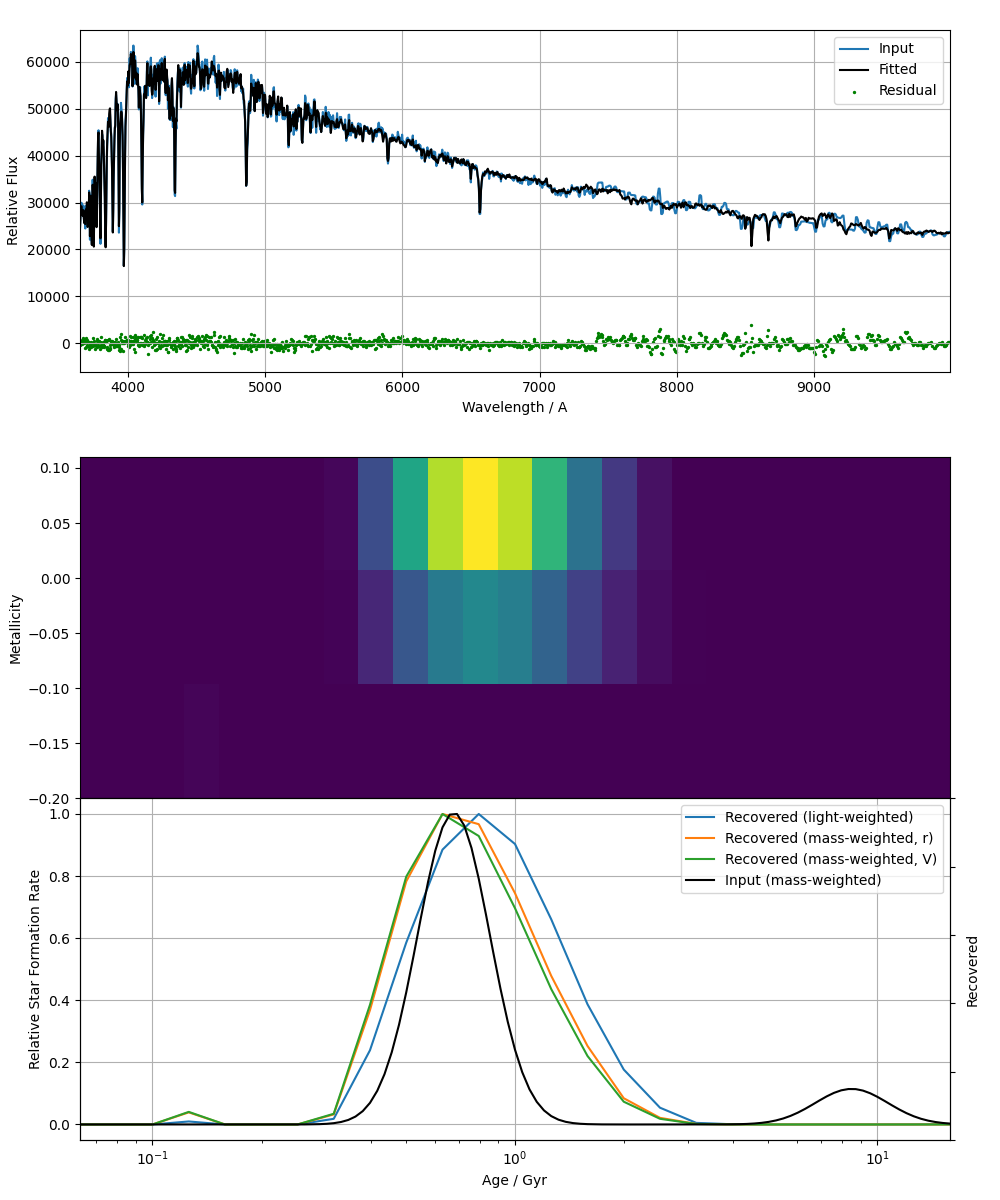 Input
Fitted
Residual
Relative Flux
60000
50000
40000
30000
20000
10000
0
4000 5000 6000 7000 8000 9000
Wavelength / A
Metallicity
0.10
0.05
0.00
−0.05
−0.10
−0.15
−0.20
Recovered (light-weighted)
Recovered (mass-weighted, r)
Recovered (mass-weighted, V)
Input (mass-weighted)
Relative Star Formation Rate
1.0
0.8
0.6
0.4
0.2
0.0
Recovered
10⁻¹ 10⁰ 10¹
Age / Gyr